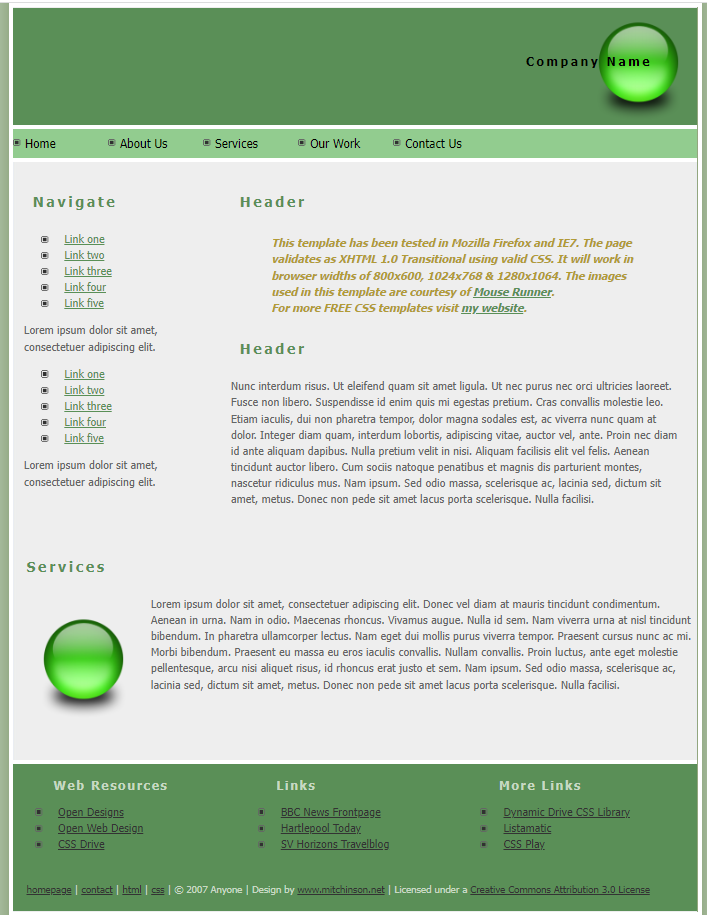 Company Name
Home About Us Services Our Work Contact Us
Navigate
Link one
Link two
Link three
Link four
Link five
Lorem ipsum dolor sit amet,
consectetuer adipiscing elit.
Link one
Link two
Link three
Link four
Link five
Lorem ipsum dolor sit amet,
consectetuer adipiscing elit.
Header
This template has been tested in Mozilla Firefox and IE7. The page
validates as XHTML 1.0 Transitional using valid CSS. It will work in
browser widths of 800x600, 1024x768 & 1280x1064. The images
used in this template are courtesy of Mouse Runner.
For more FREE CSS templates visit my website.
Header
Nunc interdum risus. Ut eleifend quam sit amet ligula. Ut nec purus nec orci ultricies laoreet.
Fusce non libero. Suspendisse id enim quis mi egestas pretium. Cras convallis molestie leo.
Etiam iaculis, dui non pharetra tempor, dolor magna sodales est, ac viverra nunc quam at
dolor. Integer diam quam, interdum lobortis, adipiscing vitae, auctor vel, ante. Proin nec diam
id ante aliquam dapibus. Nulla pretium velit in nisi. Aliquam facilisis elit vel felis. Aenean
tincidunt auctor libero. Cum sociis natoque penatibus et magnis dis parturient montes,
nascetur ridiculus mus. Nam ipsum. Sed odio massa, scelerisque ac, lacinia sed, dictum sit
amet, metus. Donec non pede sit amet lacus porta scelerisque. Nulla facilisi.
Services
Lorem ipsum dolor sit amet, consectetuer adipiscing elit. Donec vel diam at mauris tincidunt condimentum.
Aenean in urna. Nam in odio. Maecenas rhoncus. Vivamus augue. Nulla id sem. Nam viverra urna at nisl tincidunt
bibendum. In pharetra ullamcorper lectus. Nam eget dui mollis purus viverra tempor. Praesent cursus nunc ac mi.
Morbi bibendum. Praesent eu massa eu eros iaculis convallis. Nullam convallis. Proin luctus, ante eget molestie
pellentesque, arcu nisi aliquet risus, id rhoncus erat justo et sem. Nam ipsum. Sed odio massa, scelerisque ac,
lacinia sed, dictum sit amet, metus. Donec non pede sit amet lacus porta scelerisque. Nulla facilisi.
Web Resources
Open Designs
Open Web Design
CSS Drive
Links
BBC News Frontpage
Hartlepool Today
SV Horizons Travelblog
More Links
Dynamic Drive CSS Library
Listamatic
CSS Play
homepage | contact | html | css | © 2007 Anyone | Design by www.mitchinson.net | Licensed under a Creative Commons Attribution 3.0 License